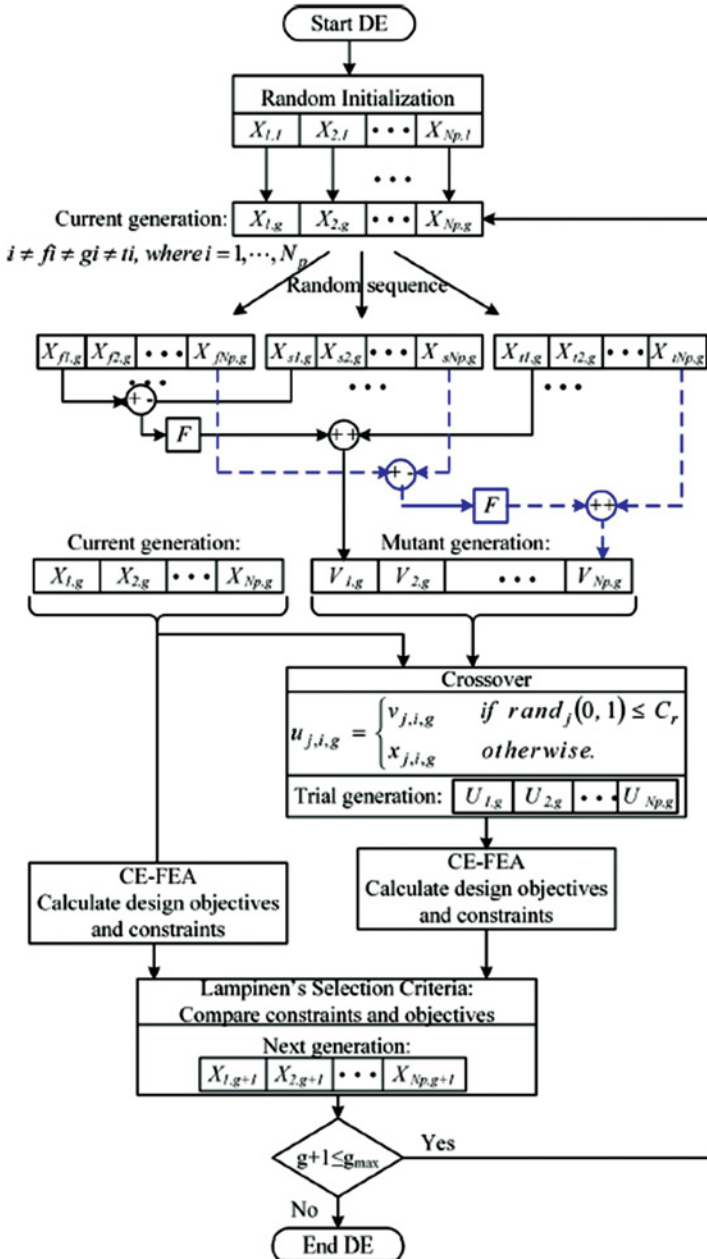 Start DE
Random Initialization
X1,1 X2,1 ••• XNp,1
•••
Current generation: X1,g X2,g ••• XNp,g
i ≠ fi ≠ gi ≠ ti, where i = 1,⋯,Np
Random sequence
Xf1,g Xf2,g ••• XfNp,g Xs1,g Xs2,g ••• XsNp,g Xt1,g Xt2,g ••• XtNp,g
••• ••• •••
+ -
F + +
+ -
F ++
Current generation: Mutant generation:
X1,g X2,g ••• XNp,g V1,g V2,g ••• VNp,g
Crossover
uj,i,g = { vj,i,g if randj(0, 1) ≤ Cr
xj,i,g otherwise.
Trial generation: U1,g U2,g ••• UNp,g
CE-FEA
Calculate design objectives
and constraints
CE-FEA
Calculate design objectives
and constraints
Lampinen's Selection Criteria:
Compare constraints and objectives
Next generation:
X1,g+1 X2,g+1 ••• XNp,g+1
g+1≤gmax Yes
No
End DE